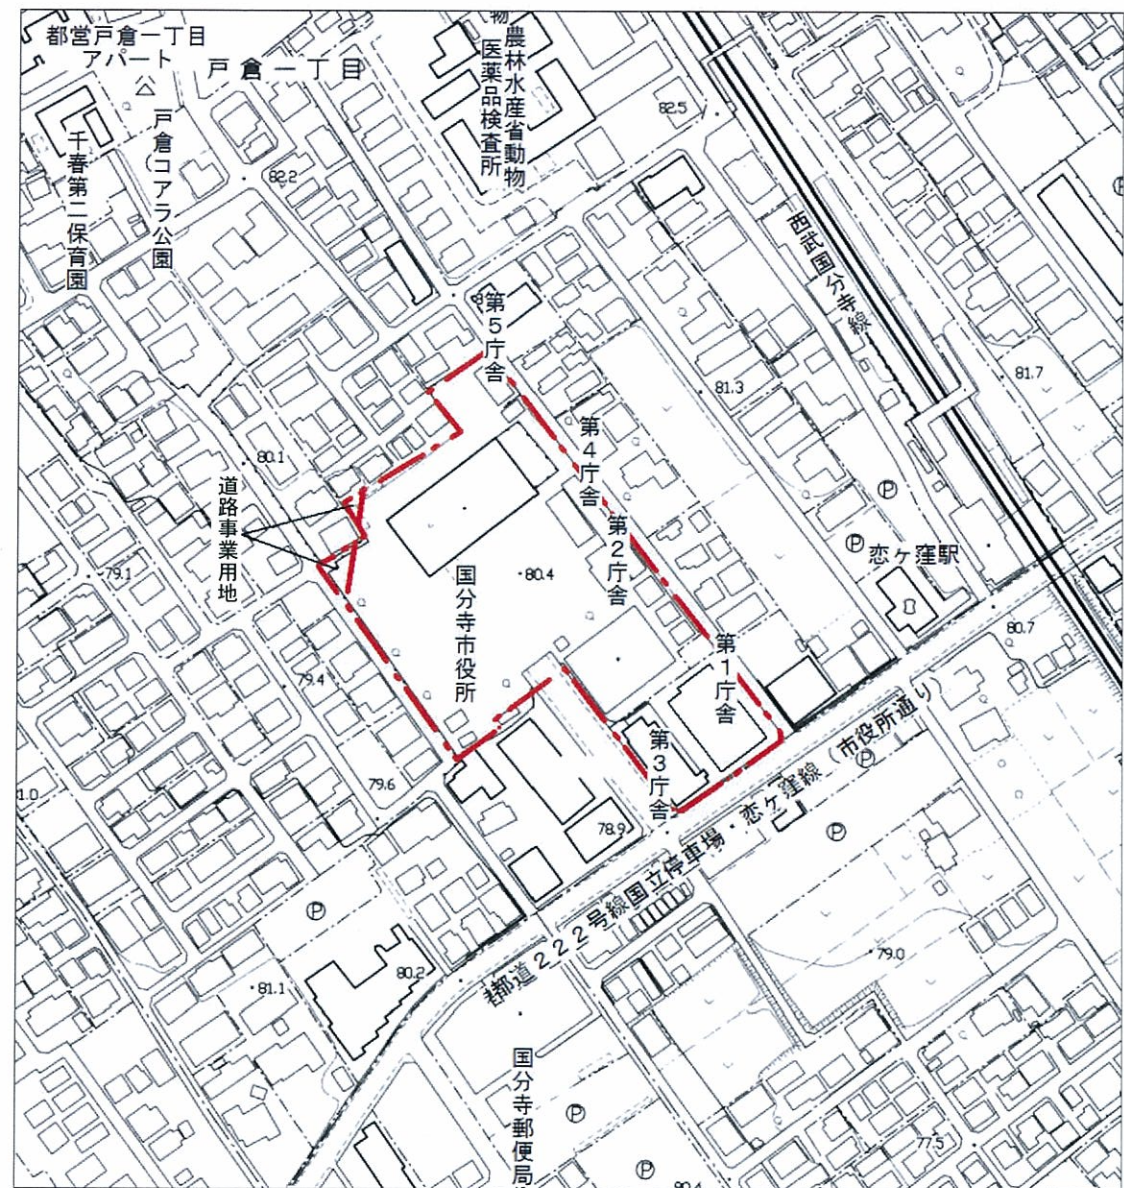 都営戸倉一丁目
アパート
戸倉一丁目
農林水産省動物
医薬品検査所
千春第二保育園
戸倉コアラ公園
82.5
82.2
西武国分寺線
第5庁舎
81.3
81.7
第4庁舎
80.1
道路事業用地
第2庁舎
Ⓟ
Ⓟ
恋ヶ窪駅
79.1
国分寺市役所
80.4
80.7
79.4
第1庁舎
第3庁舎
79.6
78.9
都道222号線国立停車場・恋ヶ窪線(市役所通り)
Ⓟ
Ⓟ
Ⓟ
80.2
81.1
79.0
国分寺郵便局
Ⓟ
77.5
Ⓟ